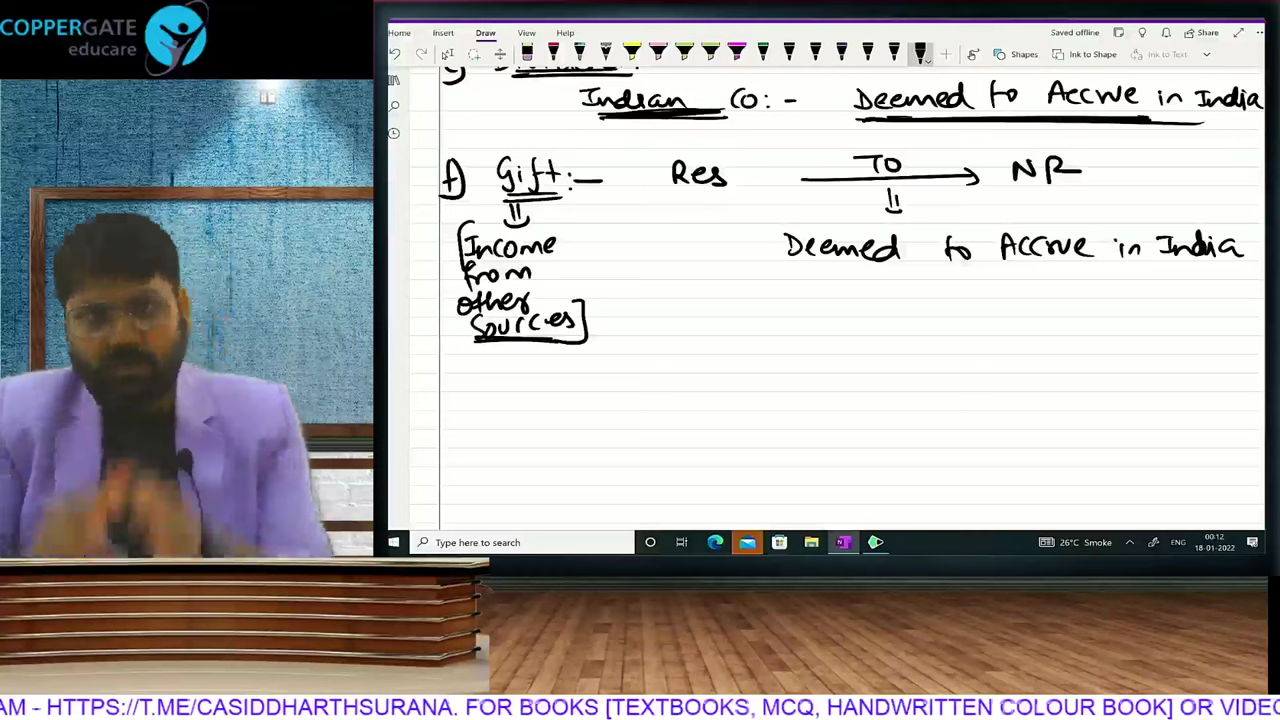 COPPERGATE
educare
Home Insert Draw View Help
Saved offline
Share
Shapes
Ink to Shape
Ink to Text
Indian Co:- Deemed to Accrue in India
f) Gift:- Res TO NR
[Income
from
other
Sources]
Deemed to Accrue in India
Type here to search
26°C Smoke
ENG
00:12
18-01-2022
AM - HTTPS://T.ME/CASIDDHARTHSURANA. FOR BOOKS [TEXTBOOKS, MCQ, HANDWRITTEN COLOUR BOOK] OR VIDEO